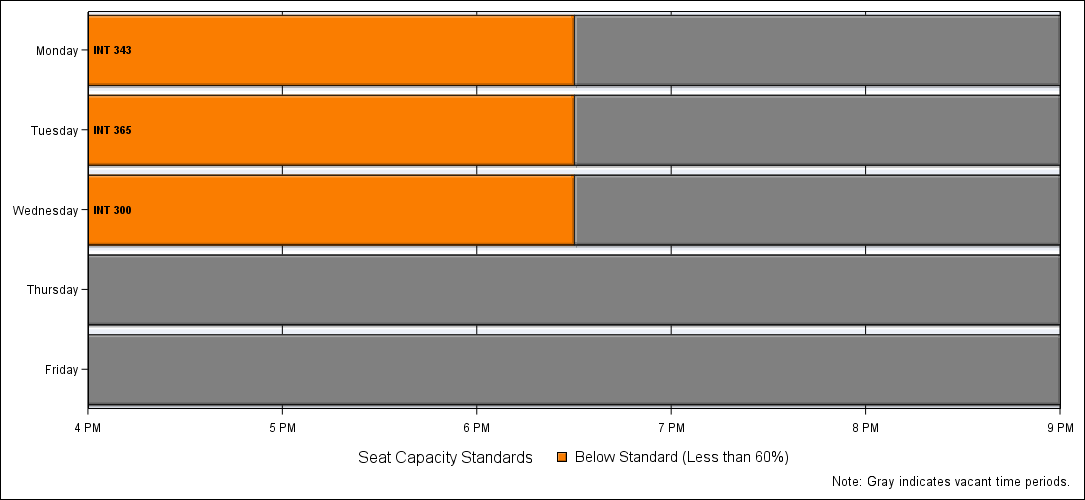 Monday
INT 343
Tuesday
INT 365
Wednesday
INT 300
Thursday
Friday
4 PM 5 PM 6 PM 7 PM 8 PM 9 PM
Seat Capacity Standards Below Standard (Less than 60%)
Note: Gray indicates vacant time periods.